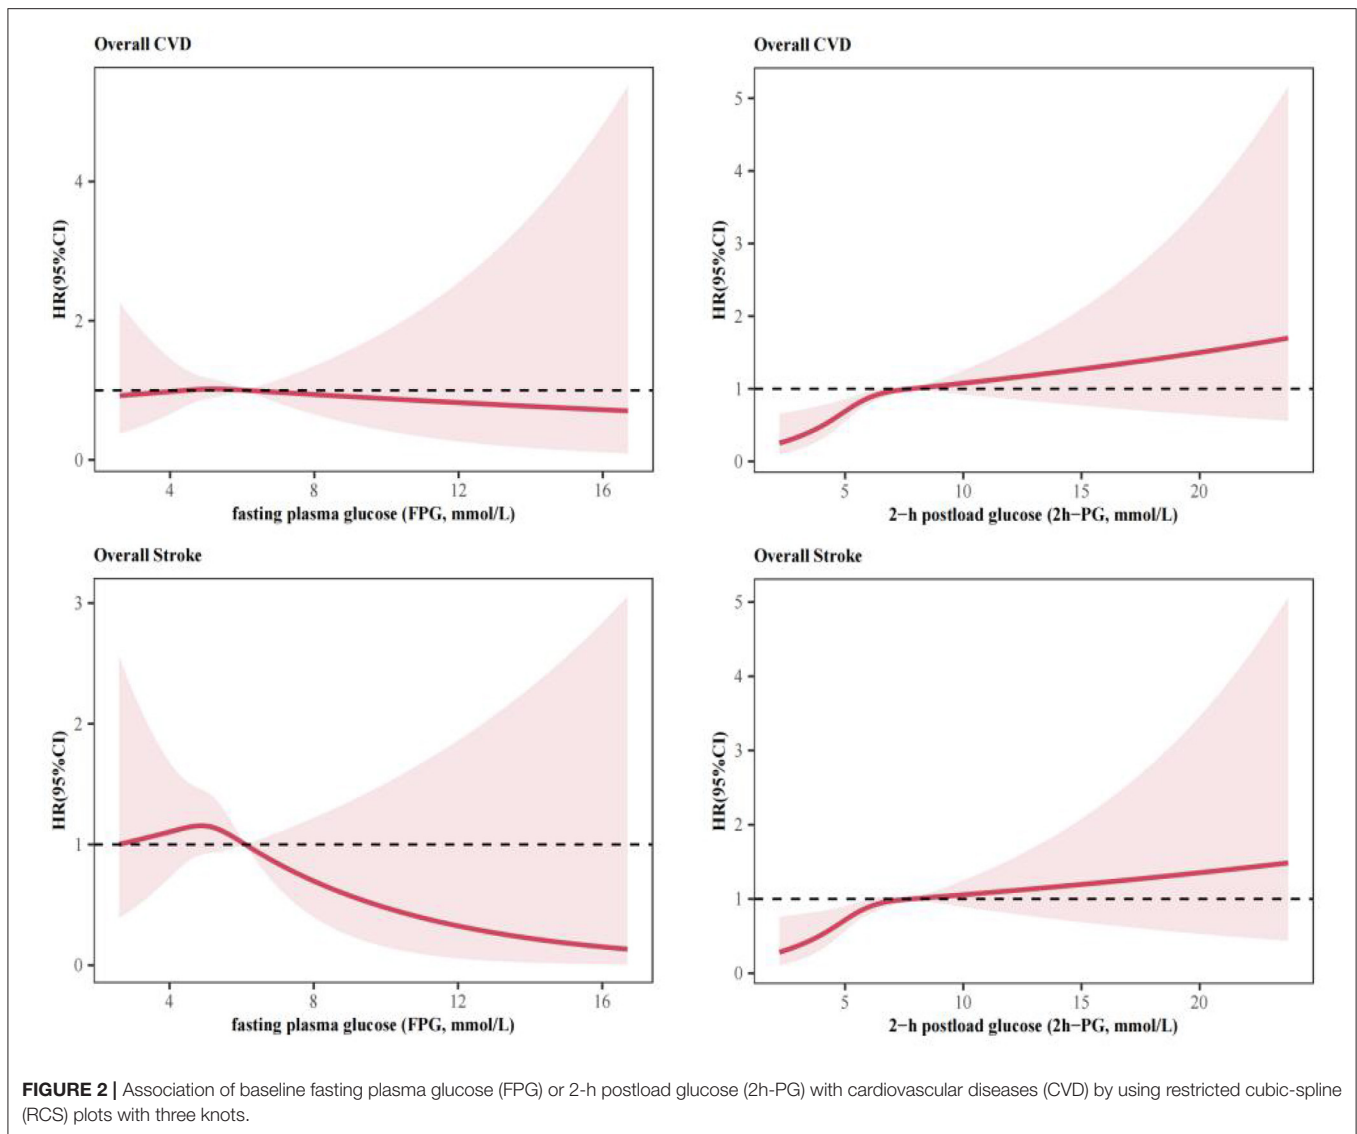 Overall CVD
HR(95%CI)
4
2
1
0
4 8 12 16
fasting plasma glucose (FPG, mmol/L)
Overall CVD
HR(95%CI)
5
4
3
2
1
0
5 10 15 20
2−h postload glucose (2h−PG, mmol/L)
Overall Stroke
HR(95%CI)
3
2
1
0
4 8 12 16
fasting plasma glucose (FPG, mmol/L)
Overall Stroke
HR(95%CI)
5
4
3
2
1
0
5 10 15 20
2−h postload glucose (2h−PG, mmol/L)
FIGURE 2 | Association of baseline fasting plasma glucose (FPG) or 2-h postload glucose (2h-PG) with cardiovascular diseases (CVD) by using restricted cubic-spline
(RCS) plots with three knots.